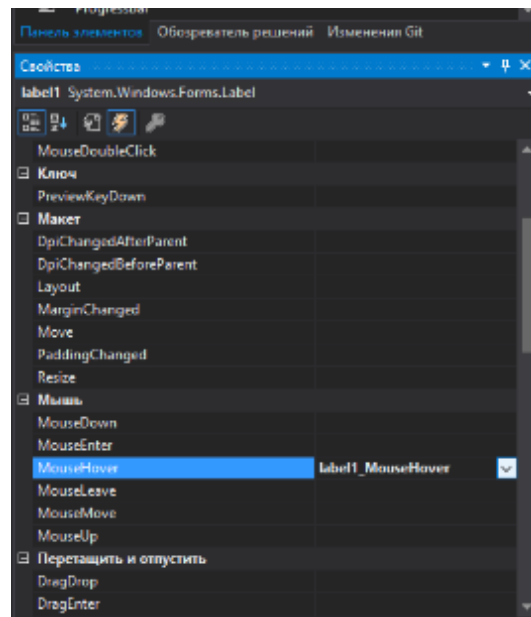 Progressbar
Панель элементов Обозреватель решений Изменения Git
Свойства
label1 System.Windows.Forms.Label
MouseDoubleClick
Ключ
PreviewKeyDown
Макет
DpiChangedAfterParent
DpiChangedBeforeParent
Layout
MarginChanged
Move
PaddingChanged
Resize
Мышь
MouseDown
MouseEnter
MouseHover label1_MouseHover
MouseLeave
MouseMove
MouseUp
Перетащить и отпустить
DragDrop
DragEnter